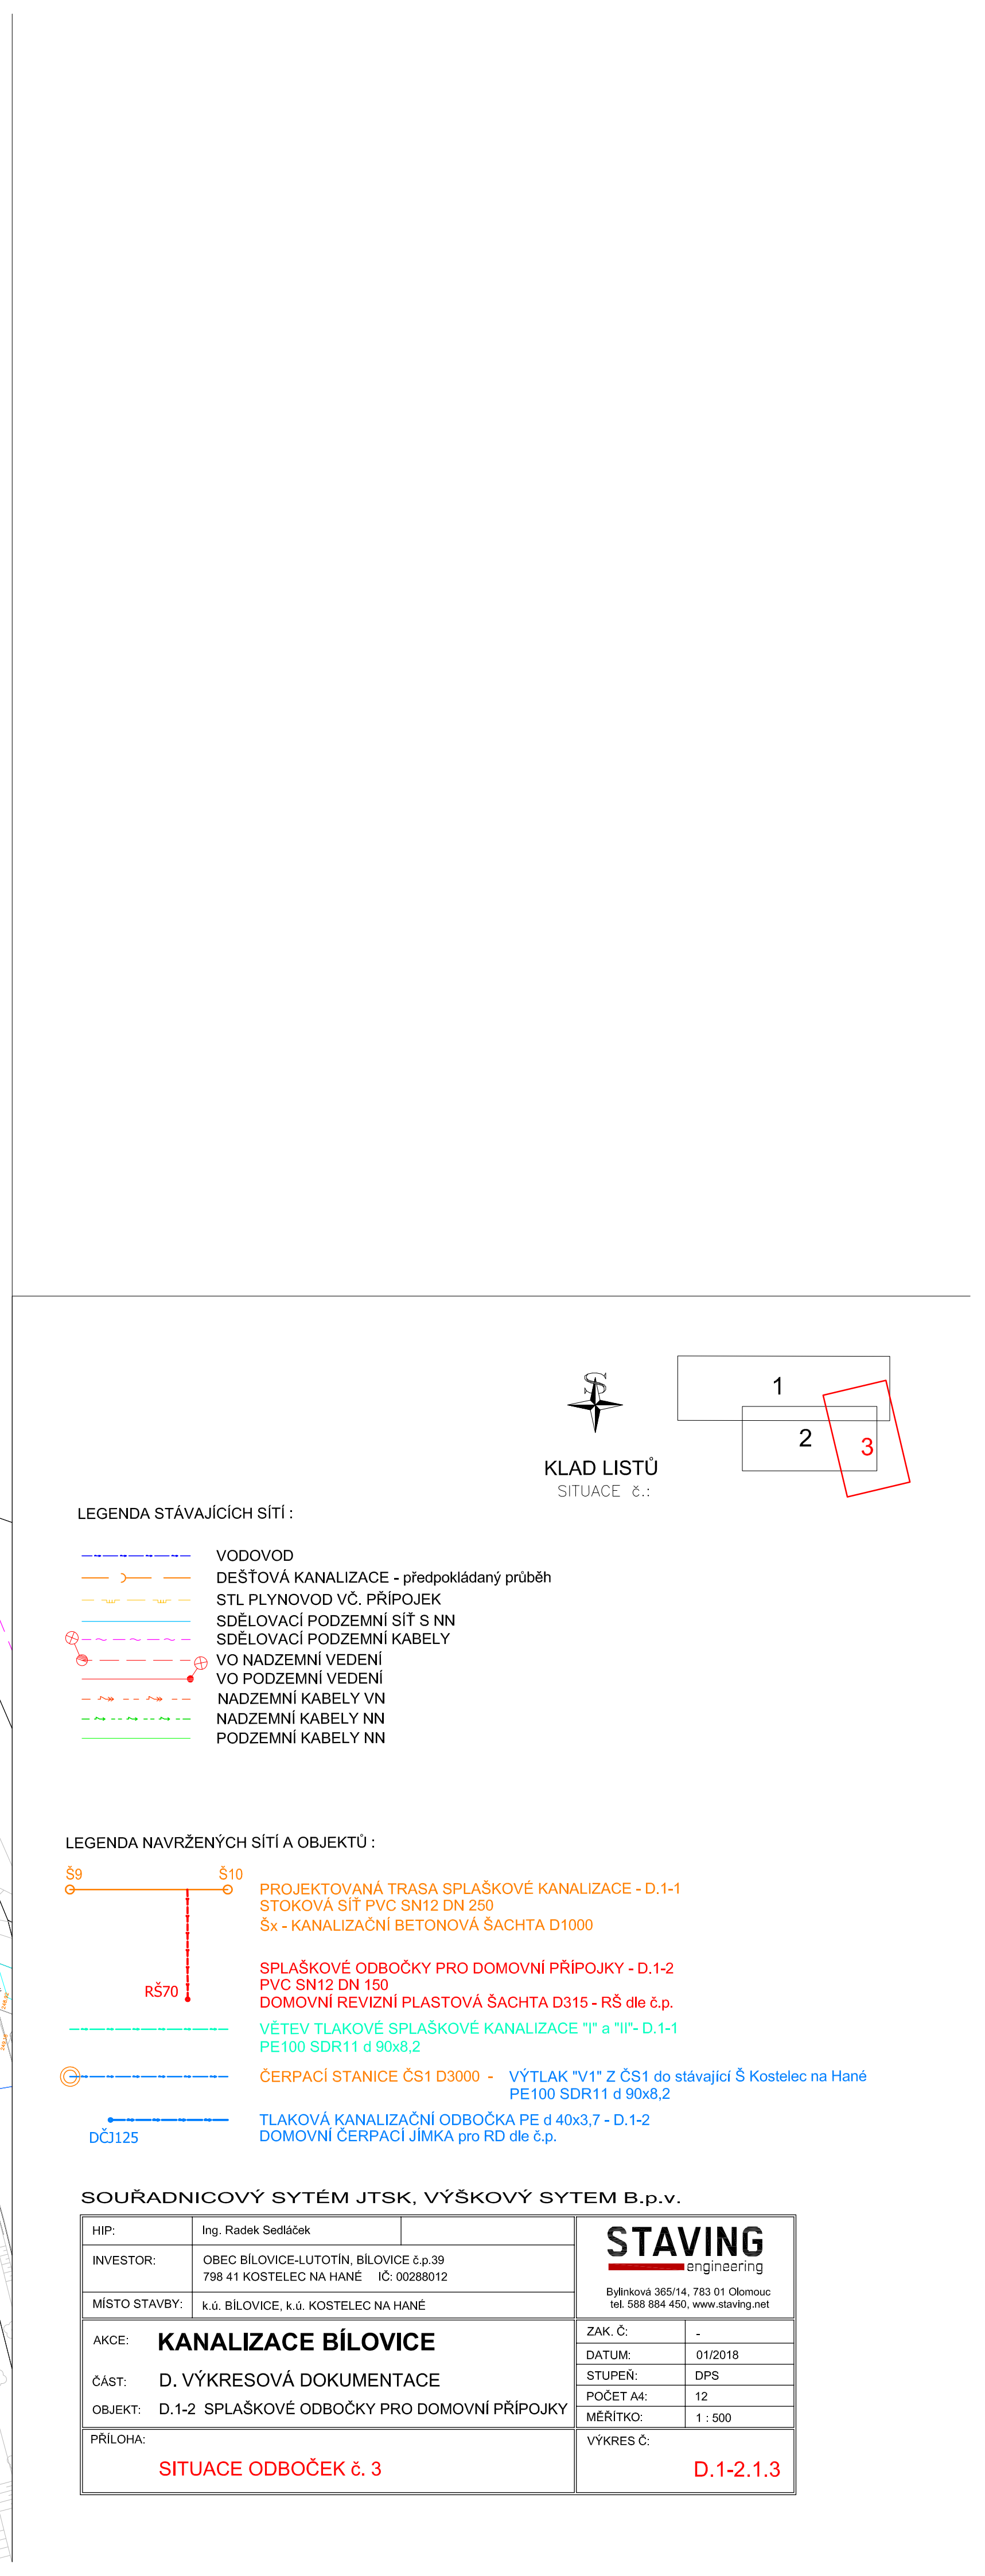 1
2
3
S
KLAD LISTŮ
SITUACE č.:
LEGENDA STÁVAJÍCÍCH SÍTÍ :
VODOVOD
DEŠŤOVÁ KANALIZACE - předpokládaný průběh
STL PLYNOVOD VČ. PŘÍPOJEK
SDĚLOVACÍ PODZEMNÍ SÍŤ S NN
SDĚLOVACÍ PODZEMNÍ KABELY
VO NADZEMNÍ VEDENÍ
VO PODZEMNÍ VEDENÍ
NADZEMNÍ KABELY VN
NADZEMNÍ KABELY NN
PODZEMNÍ KABELY NN
LEGENDA NAVRŽENÝCH SÍTÍ A OBJEKTŮ :
Š9 Š10
PROJEKTOVANÁ TRASA SPLAŠKOVÉ KANALIZACE - D.1-1
STOKOVÁ SÍŤ PVC SN12 DN 250
Šx - KANALIZAČNÍ BETONOVÁ ŠACHTA D1000
SPLAŠKOVÉ ODBOČKY PRO DOMOVNÍ PŘÍPOJKY - D.1-2
PVC SN12 DN 150
RŠ70
DOMOVNÍ REVIZNÍ PLASTOVÁ ŠACHTA D315 - RŠ dle č.p.
VĚTEV TLAKOVÉ SPLAŠKOVÉ KANALIZACE "I" a "II"- D.1-1
PE100 SDR11 d 90x8,2
ČERPACÍ STANICE ČS1 D3000 - VÝTLAK "V1" Z ČS1 do stávající Š Kostelec na Hané
PE100 SDR11 d 90x8,2
TLAKOVÁ KANALIZAČNÍ ODBOČKA PE d 40x3,7 - D.1-2
DČJ125
DOMOVNÍ ČERPACÍ JÍMKA pro RD dle č.p.
SOUŘADNICOVÝ SYTÉM JTSK, VÝŠKOVÝ SYTEM B.p.v.
HIP: Ing. Radek Sedláček
INVESTOR: OBEC BÍLOVICE-LUTOTÍN, BÍLOVICE č.p.39
798 41 KOSTELEC NA HANÉ IČ: 00288012
MÍSTO STAVBY: k.ú. BÍLOVICE, k.ú. KOSTELEC NA HANÉ
STAVING
engineering
Bylinková 365/14, 783 01 Olomouc
tel. 588 884 450, www.staving.net
AKCE: KANALIZACE BÍLOVICE
ČÁST: D. VÝKRESOVÁ DOKUMENTACE
OBJEKT: D.1-2 SPLAŠKOVÉ ODBOČKY PRO DOMOVNÍ PŘÍPOJKY
ZAK. Č: -
DATUM: 01/2018
STUPEŇ: DPS
POČET A4: 12
MĚŘÍTKO: 1 : 500
PŘÍLOHA:
SITUACE ODBOČEK č. 3
VÝKRES Č:
D.1-2.1.3